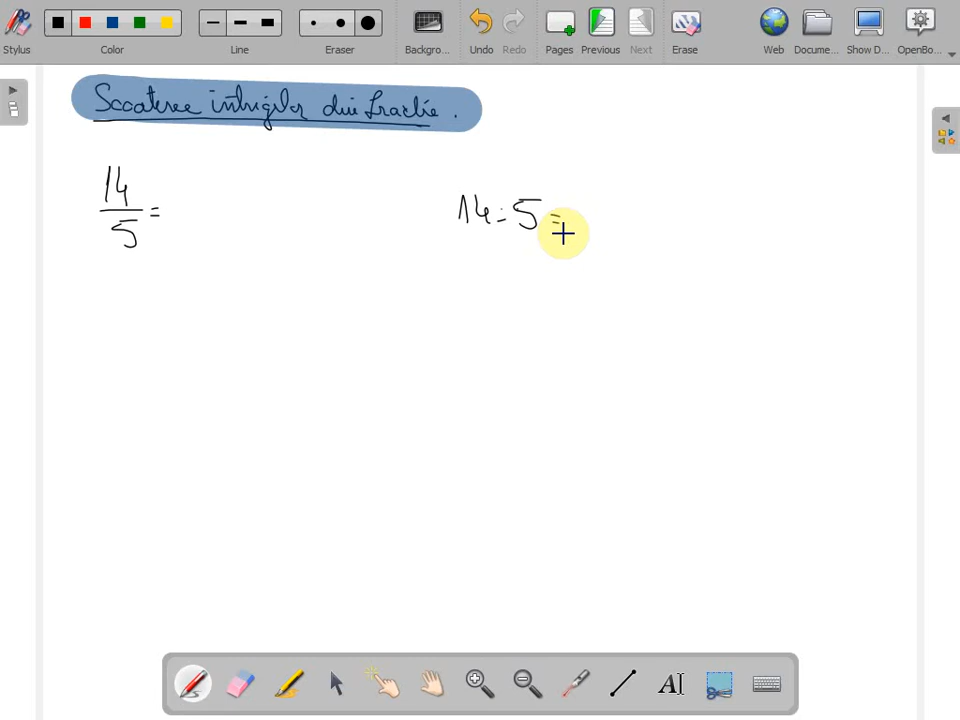 Stylus
Color
Line
Eraser
Backgro...
Undo
Redo
Pages
Previous
Next
Erase
Web
Docume...
Show D...
OpenBo...
Scoaterea întregilor din fracție.
14/5 =
14 : 5 =
A